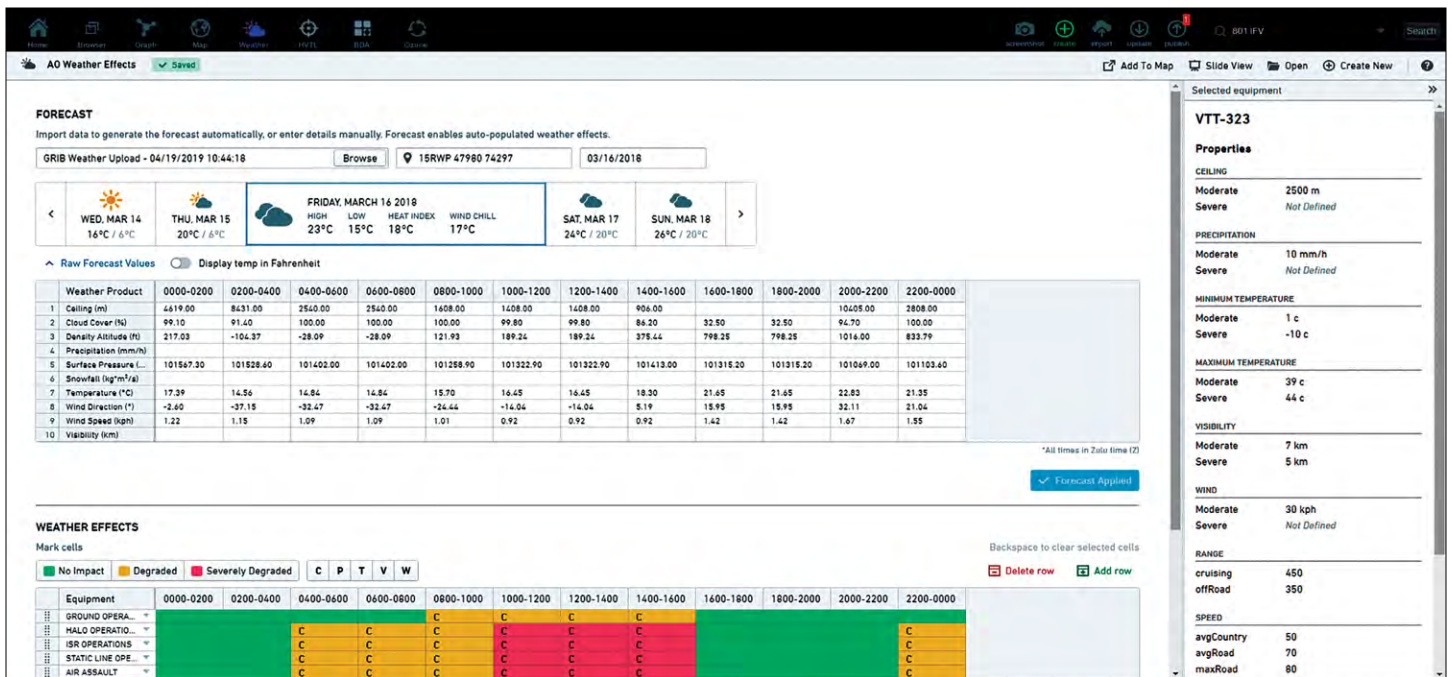 Home Browser Graph Map Weather HVTL BDA Ozone screenshot create import update publish 1 801 IFV Search
AO Weather Effects Saved Add To Map Slide View Open Create New
FORECAST
Import data to generate the forecast automatically, or enter details manually. Forecast enables auto-populated weather effects.
GRIB Weather Upload - 04/19/2019 10:44:18 Browse 15RWP 47980 74297 03/16/2018
WED, MAR 14
16°C / 6°C
THU, MAR 15
20°C / 6°C
FRIDAY, MARCH 16 2018
HIGH LOW HEAT INDEX WIND CHILL
23°C 15°C 18°C 17°C
SAT, MAR 17
24°C / 20°C
SUN, MAR 18
26°C / 20°C
Raw Forecast Values Display temp in Fahrenheit
Weather Product 0000-0200 0200-0400 0400-0600 0600-0800 0800-1000 1000-1200 1200-1400 1400-1600 1600-1800 1800-2000 2000-2200 2200-0000
1 Ceiling (m) 4619.00 8431.00 2540.00 2540.00 1608.00 1408.00 1408.00 906.00 10405.00 2808.00
2 Cloud Cover (%) 99.10 91.40 100.00 100.00 100.00 99.80 99.80 86.20 32.50 32.50 94.70 100.00
3 Density Altitude (ft) 217.03 -104.37 -28.09 -28.09 121.93 189.24 189.24 375.44 798.25 798.25 1016.00 833.79
4 Precipitation (mm/h)
5 Surface Pressure (... 101567.30 101528.60 101402.00 101402.00 101258.90 101322.90 101322.90 101413.00 101315.20 101315.20 101069.00 101103.60
6 Snowfall (kg*m²/s)
7 Temperature (°C) 17.39 14.56 14.84 14.84 15.70 16.45 16.45 18.30 21.65 21.65 22.83 21.35
8 Wind Direction (°) -2.60 -37.15 -32.47 -32.47 -24.44 -14.04 -14.04 5.19 15.95 15.95 32.11 21.04
9 Wind Speed (kph) 1.22 1.15 1.09 1.09 1.01 0.92 0.92 0.92 1.42 1.42 1.67 1.55
10 Visibility (km)
*All times in Zulu time (Z)
Forecast Applied
WEATHER EFFECTS
Mark cells Backspace to clear selected cells
No Impact Degraded Severely Degraded C P T V W Delete row Add row
Equipment 0000-0200 0200-0400 0400-0600 0600-0800 0800-1000 1000-1200 1200-1400 1400-1600 1600-1800 1800-2000 2000-2200 2200-0000
GROUND OPERA... C C C C
HALO OPERATIO... C C C C C C C
ISR OPERATIONS C C C C C C C
STATIC LINE OPE... C C C C C C C
AIR ASSAULT C C C C C C C
Selected equipment
VTT-323
Properties
CEILING
Moderate 2500 m
Severe Not Defined
PRECIPITATION
Moderate 10 mm/h
Severe Not Defined
MINIMUM TEMPERATURE
Moderate 1 c
Severe -10 c
MAXIMUM TEMPERATURE
Moderate 39 c
Severe 44 c
VISIBILITY
Moderate 7 km
Severe 5 km
WIND
Moderate 30 kph
Severe Not Defined
RANGE
cruising 450
offRoad 350
SPEED
avgCountry 50
avgRoad 70
maxRoad 80